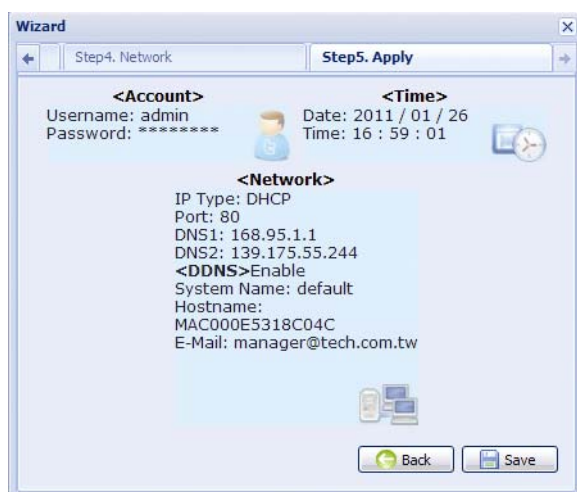 Wizard
Step4. Network
Step5. Apply
<Account>
Username: admin
Password: ********
<Time>
Date: 2011 / 01 / 26
Time: 16 : 59 : 01
<Network>
IP Type: DHCP
Port: 80
DNS1: 168.95.1.1
DNS2: 139.175.55.244
<DDNS>Enable
System Name: default
Hostname:
MAC000E5318C04C
E-Mail: manager@tech.com.tw
Back
Save